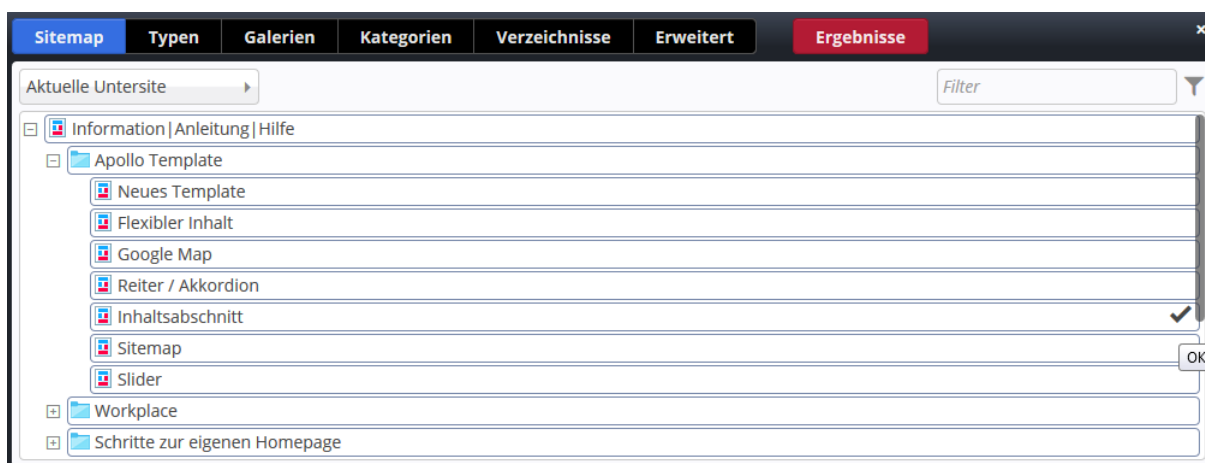 Sitemap Typen Galerien Kategorien Verzeichnisse Erweitert Ergebnisse
Aktuelle Untersite Filter
Information|Anleitung|Hilfe
Apollo Template
Neues Template
Flexibler Inhalt
Google Map
Reiter / Akkordion
Inhaltsabschnitt
Sitemap
OK
Slider
Workplace
Schritte zur eigenen Homepage